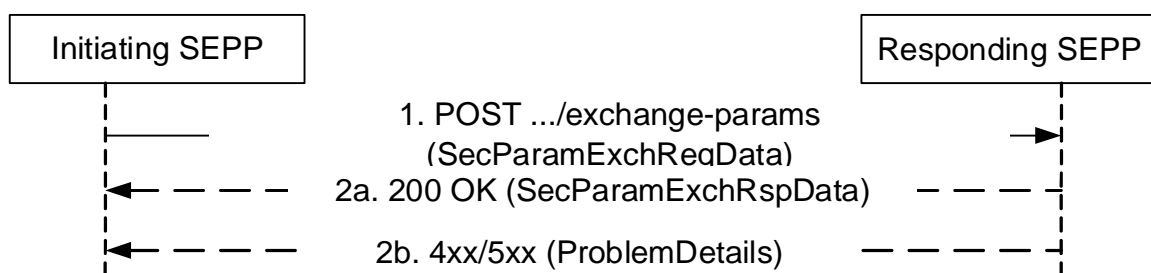 Initiating SEPP
Responding SEPP
1. POST .../exchange-params
(SecParamExchReqData)
2a. 200 OK (SecParamExchRspData)
2b. 4xx/5xx (ProblemDetails)